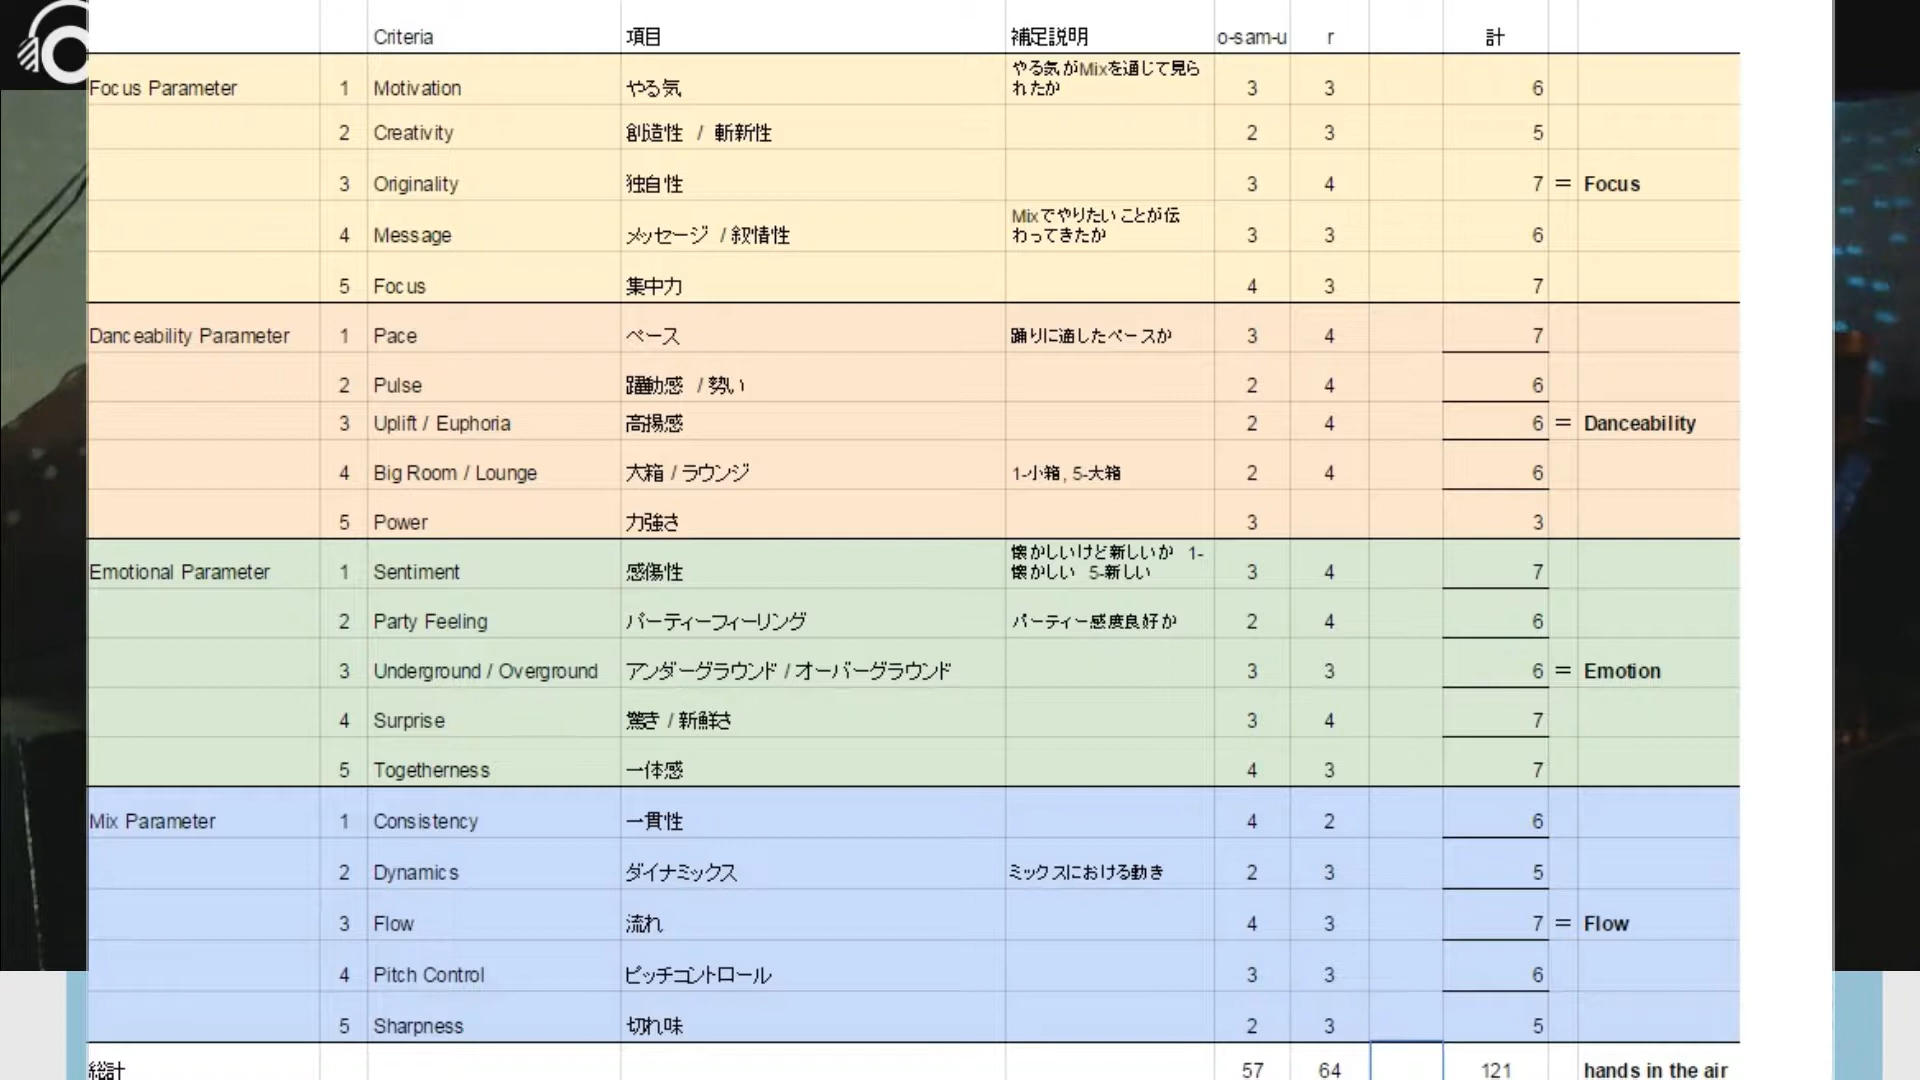 Criteria 項目 補足説明 o-sam-u r 計
Focus Parameter 1 Motivation やる気 やる気がMixを通じて見ら
れたか 3 3 6
2 Creativity 創造性 / 斬新性 2 3 5
3 Originality 独自性 3 4 7 = Focus
4 Message メッセージ / 叙情性 Mixでやりたいことが伝
わってきたか 3 3 6
5 Focus 集中力 4 3 7
Danceability Parameter 1 Pace ペース 踊りに適したペースか 3 4 7
2 Pulse 躍動感 / 勢い 2 4 6
3 Uplift / Euphoria 高揚感 2 4 6 = Danceability
4 Big Room / Lounge 大箱 / ラウンジ 1-小箱, 5-大箱 2 4 6
5 Power 力強さ 3 3
Emotional Parameter 1 Sentiment 感傷性 懐かしいけど新しいか 1-
懐かしい 5-新しい 3 4 7
2 Party Feeling パーティーフィーリング パーティー感度良好か 2 4 6
3 Underground / Overground アンダーグラウンド / オーバーグラウンド 3 3 6 = Emotion
4 Surprise 驚き / 新鮮さ 3 4 7
5 Togetherness 一体感 4 3 7
Mix Parameter 1 Consistency 一貫性 4 2 6
2 Dynamics ダイナミックス ミックスにおける動き 2 3 5
3 Flow 流れ 4 3 7 = Flow
4 Pitch Control ピッチコントロール 3 3 6
5 Sharpness 切れ味 2 3 5
総計 57 64 121 hands in the air